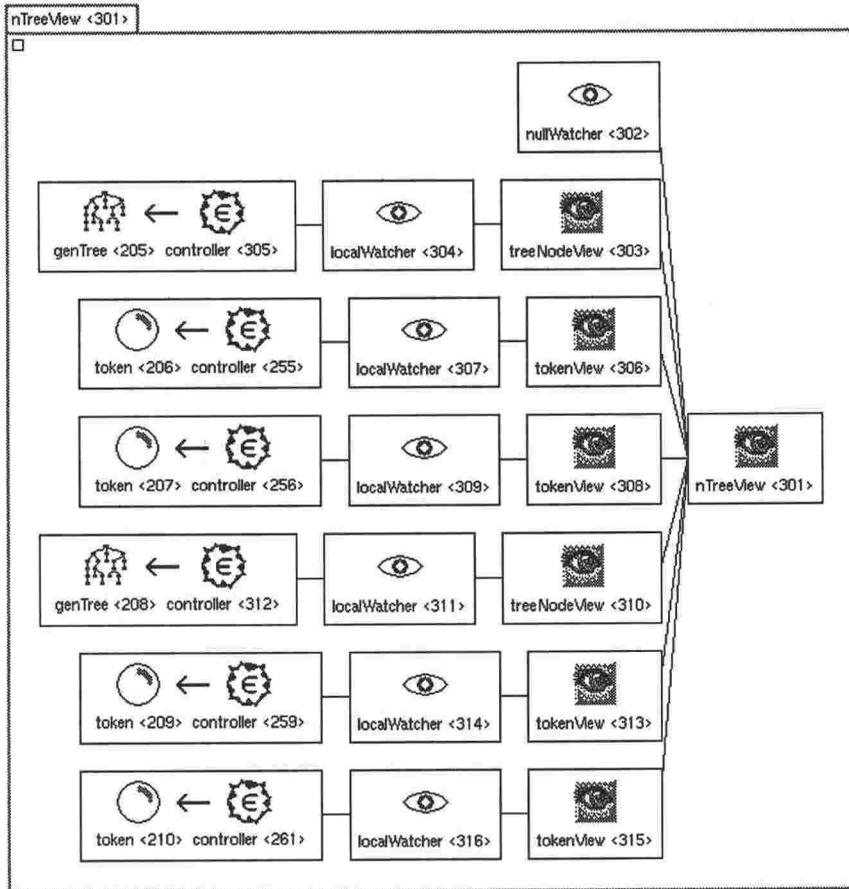 nTreeView <301>
nullWatcher <302>
genTree <205> controller <305> localWatcher <304> treeNodeView <303>
token <206> controller <255> localWatcher <307> tokenView <306>
token <207> controller <256> localWatcher <309> tokenView <308> nTreeView <301>
genTree <208> controller <312> localWatcher <311> treeNodeView <310>
token <209> controller <259> localWatcher <314> tokenView <313>
token <210> controller <261> localWatcher <316> tokenView <315>